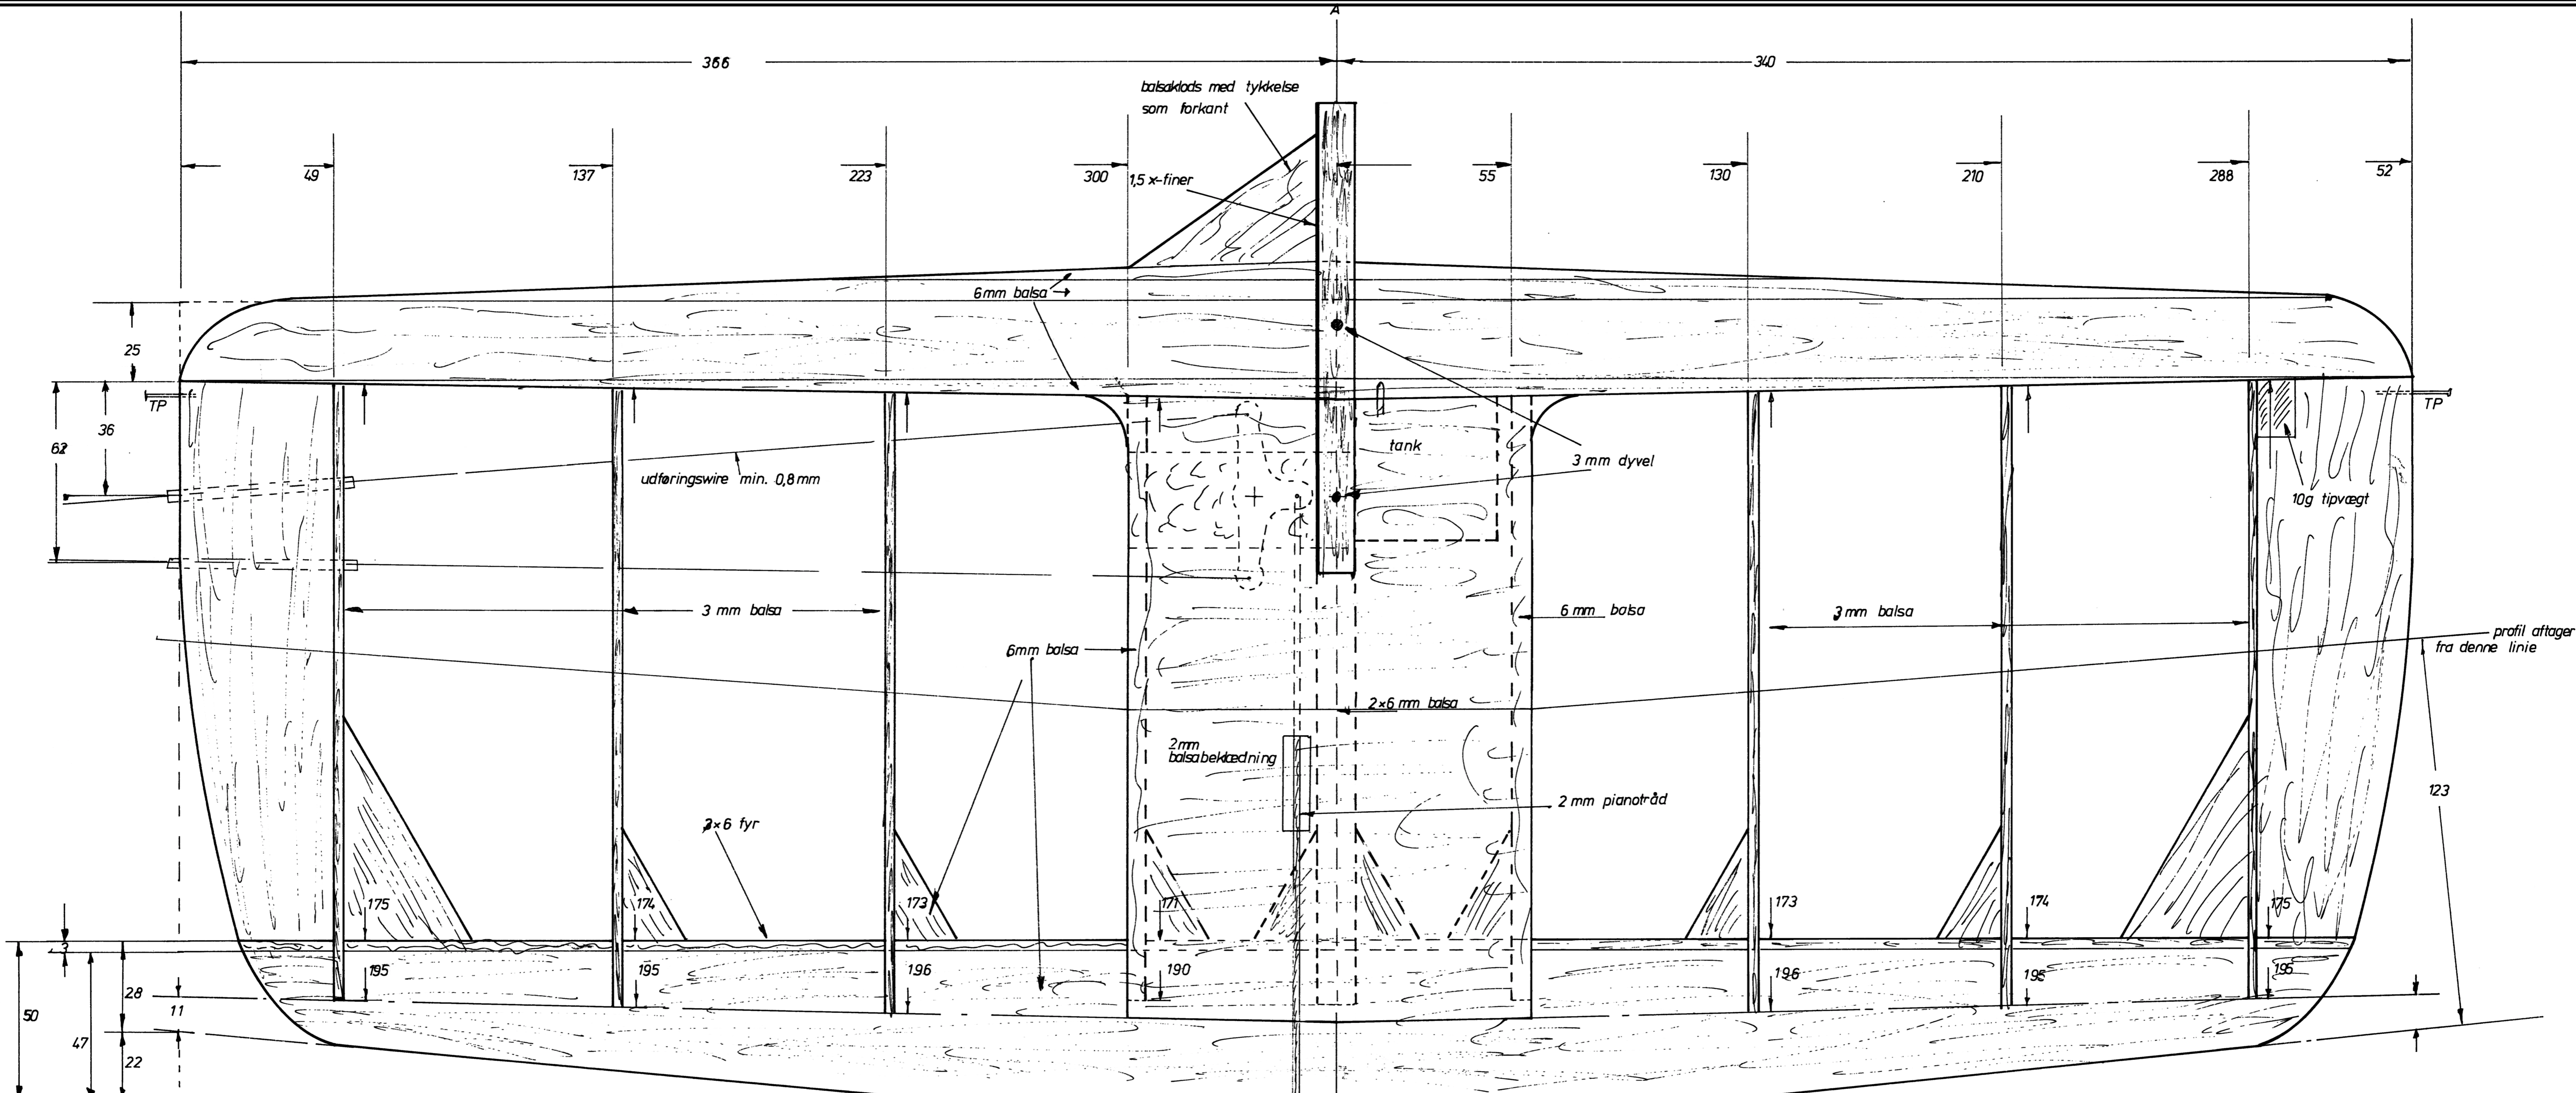 A
366
340
balsaklods med tykkelse
som forkant
49
137
223
300
1,5 x-finer
55
130
210
288
52
6mm balsa
25
TP
TP
36
62
tank
3 mm dyvel
udføringswire min. 0,8mm
10g tipvægt
3 mm balsa
6 mm balsa
3 mm balsa
profil aftager
fra denne linie
6mm balsa
2×6 mm balsa
2mm
balsabeklædning
2 mm pianotråd
123
3×6 fyr
175
174
173
171
173
174
175
3
195
195
196
190
196
195
195
28
11
50
47
22